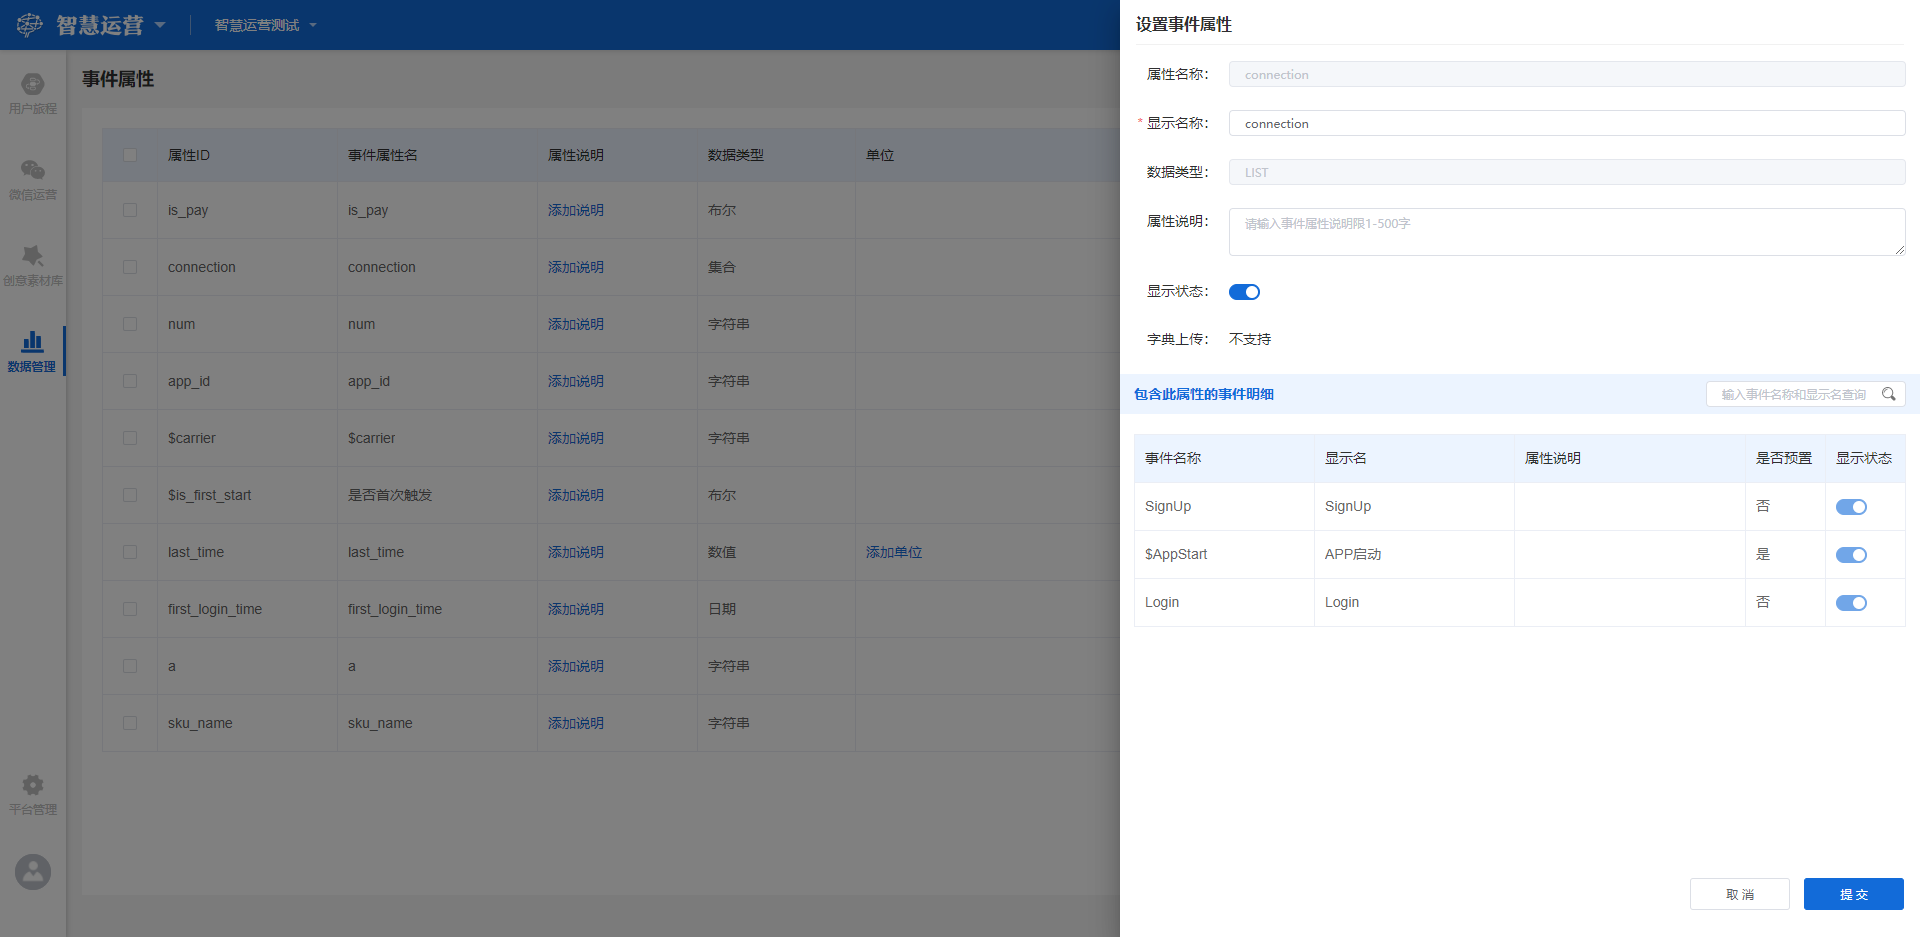 智慧运营
智慧运营测试
用户旅程
微信运营
创意素材库
数据管理
平台管理
事件属性
属性ID 事件属性名 属性说明 数据类型 单位
is_pay is_pay 添加说明 布尔
connection connection 添加说明 集合
num num 添加说明 字符串
app_id app_id 添加说明 字符串
$carrier $carrier 添加说明 字符串
$is_first_start 是否首次触发 添加说明 布尔
last_time last_time 添加说明 数值 添加单位
first_login_time first_login_time 添加说明 日期
a a 添加说明 字符串
sku_name sku_name 添加说明 字符串
设置事件属性
属性名称: connection
* 显示名称: connection
数据类型: LIST
属性说明: 请输入事件属性说明限1-500字
显示状态:
字典上传: 不支持
包含此属性的事件明细 输入事件名称和显示名查询
事件名称 显示名 属性说明 是否预置 显示状态
SignUp SignUp 否
$AppStart APP启动 是
Login Login 否
取 消 提 交